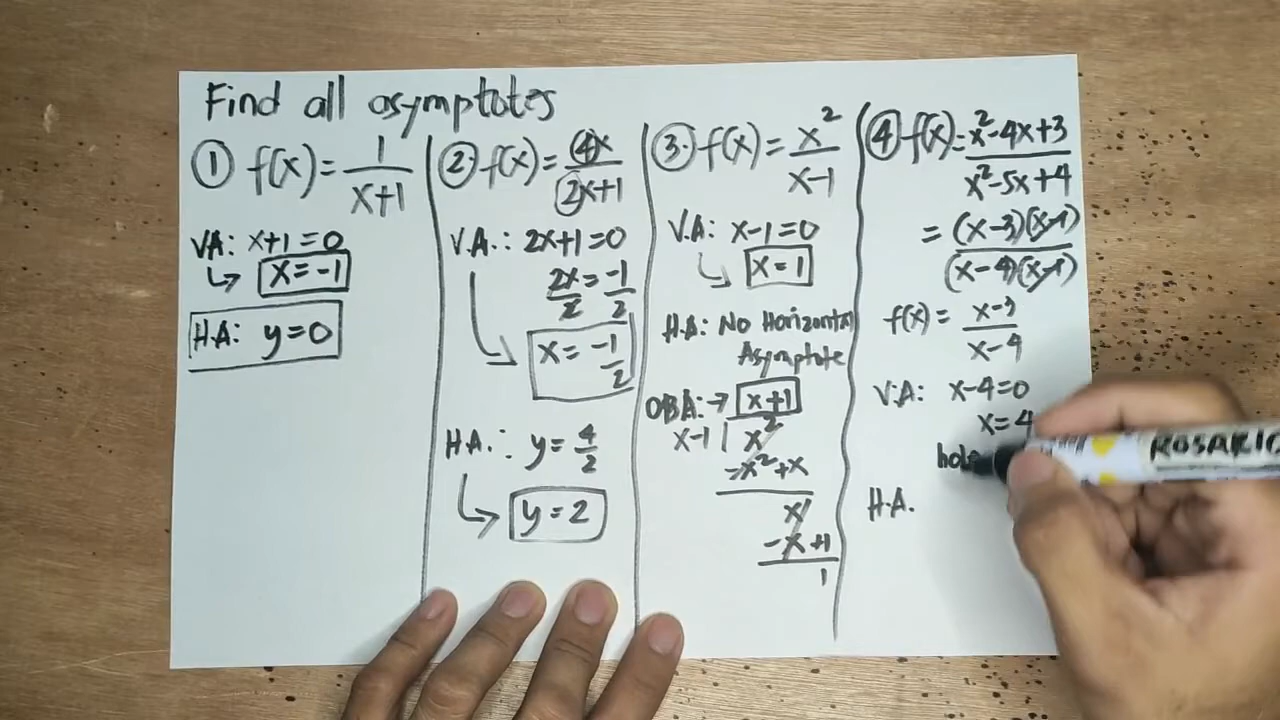 Find all asymptotes
① f(x)= 1/x+1
V.A: x+1=0
↳ x=-1
H.A: y=0
②. f(x)= 4x/2x+1
V.A.: 2x+1=0
2x/2=-1/2
x=-1/2
H.A.: y=4/2
↳ y=2
③. f(x)= x²/x-1
V.A: x-1=0
↳ x=1
H.A: No Horizontal
Asymptote
OBA: → x+1
x-1 | x²
-x²+x
x
-x+1
1
④ f(x)= x²-4x+3/x²-5x+4
= (x-3)(x-1)/(x-4)(x-1)
f(x)= x-3/x-4
V.A: x-4=0
x=4
H.A.
ROSARIO